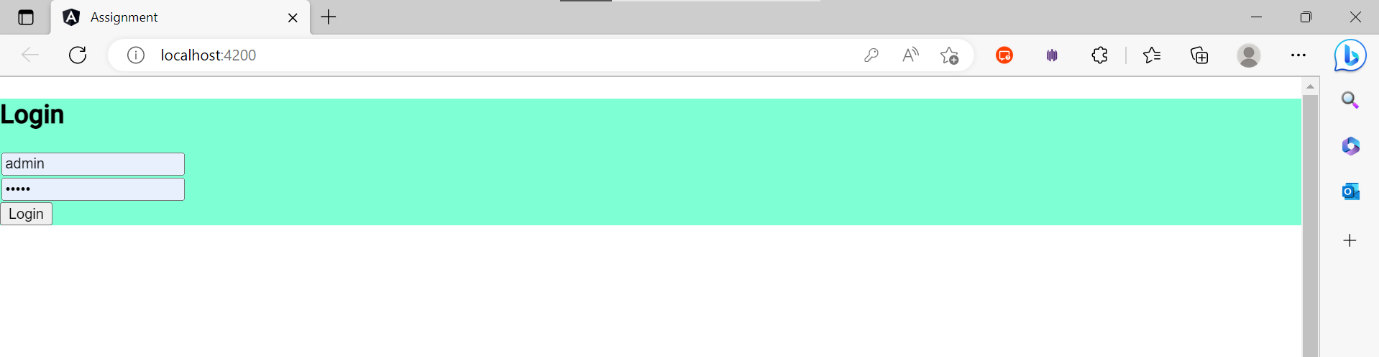 Assignment
localhost:4200
Login
admin
•••••
Login